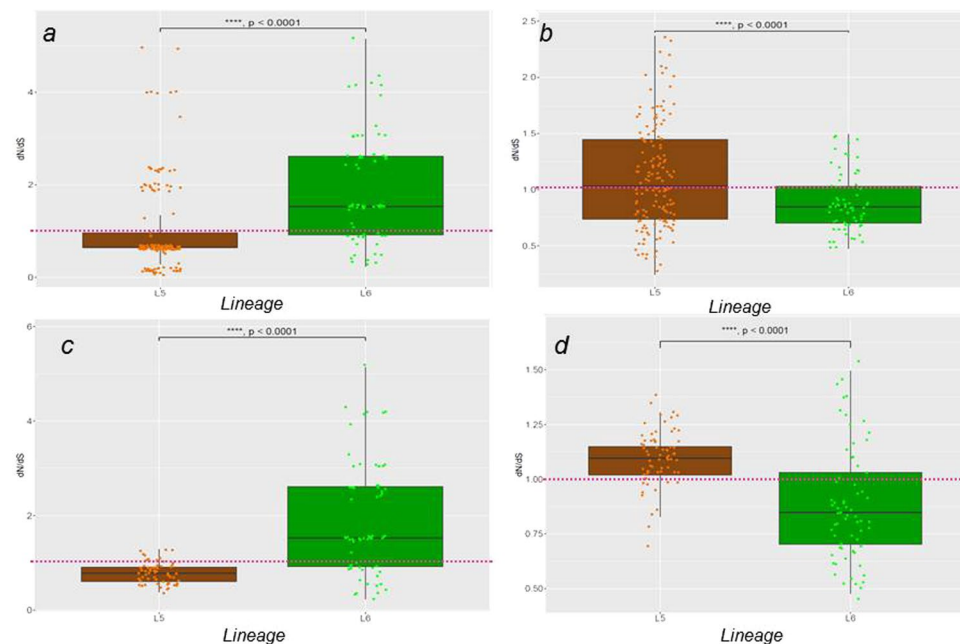 a
****, p < 0.0001
dN/dS
4
2
0
L5
L6
Lineage
b
****, p < 0.0001
dN/dS
2.5
2.0
1.5
1.0
0.5
L5
L6
Lineage
c
****, p < 0.0001
dN/dS
6
4
2
0
L5
L6
Lineage
d
****, p < 0.0001
dN/dS
1.50
1.25
1.00
0.75
0.50
L5
L6
Lineage